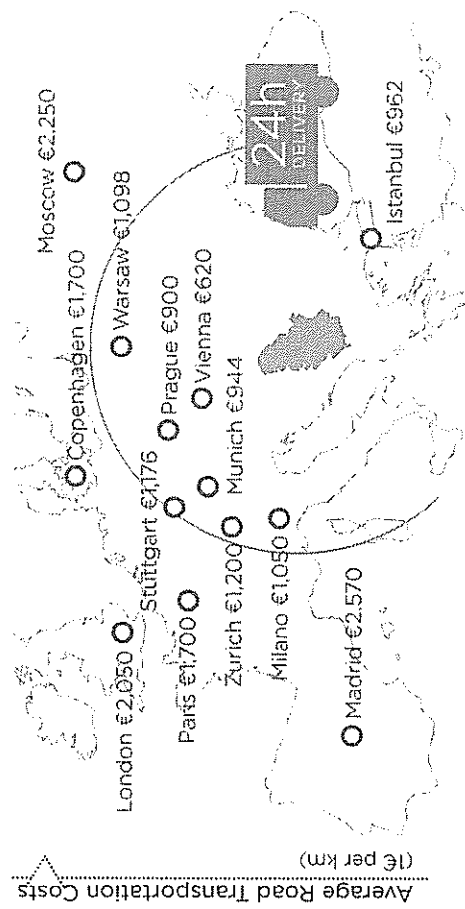 Average Road Transportation Costs
(1€ per km)
Moscow €2.250
Copenhagen €1,700
London €2,050
Warsaw €1,098
Stuttgart €1,176
Prague €900
Paris €1,700
Vienna €620
Munich €944
Zurich €1,200
Milano €1,050
24h
DELIVERY
Madrid €2.570
Istanbul €962